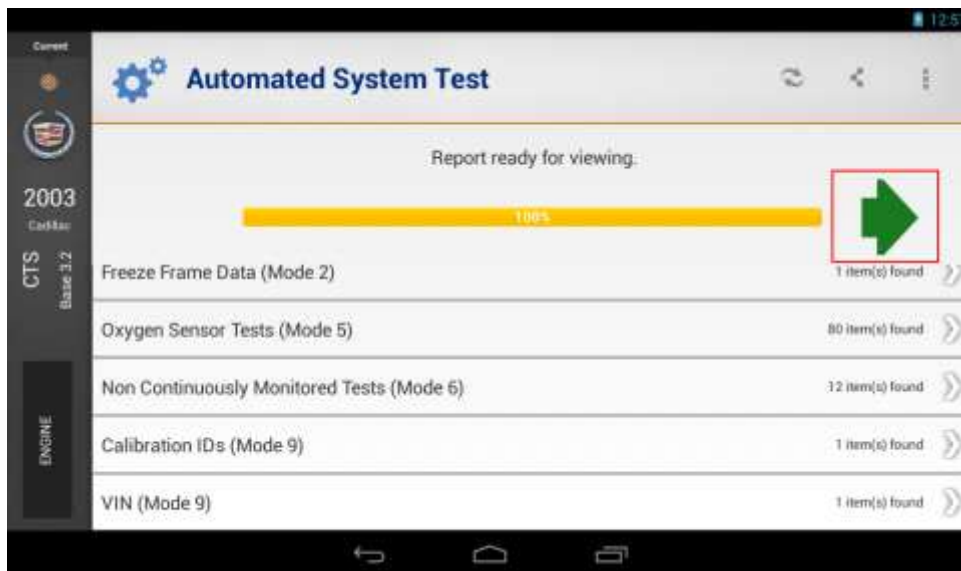 12:5
Current
Automated System Test
Report ready for viewing.
100%
2003
Cadillac
CTS
Base 3.2
ENGINE
Freeze Frame Data (Mode 2)
1 item(s) found
Oxygen Sensor Tests (Mode 5)
80 item(s) found
Non Continuously Monitored Tests (Mode 6)
12 item(s) found
Calibration IDs (Mode 9)
1 item(s) found
VIN (Mode 9)
1 item(s) found